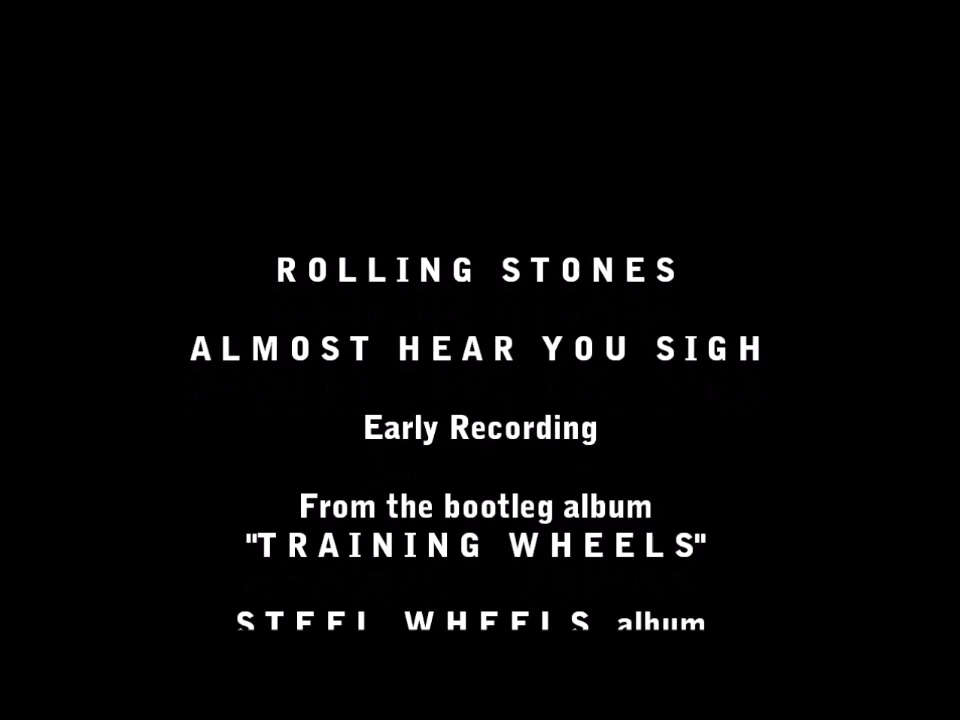 ROLLING STONES
ALMOST HEAR YOU SIGH
Early Recording
From the bootleg album
"TRAINING WHEELS"
STEEL WHEELS album